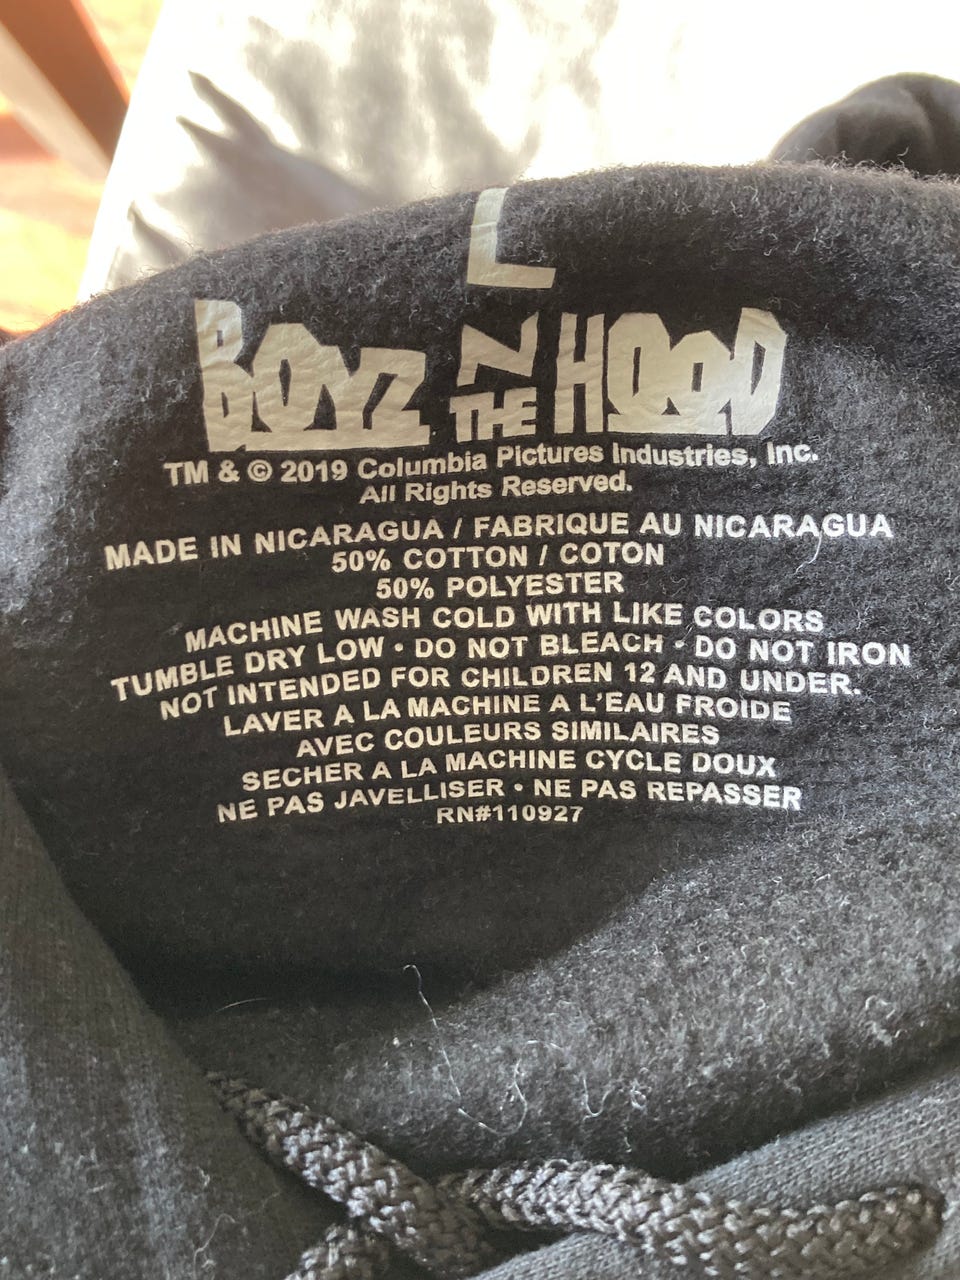 L
BOYZ N THE HOOD
TM & © 2019 Columbia Pictures Industries, Inc.
All Rights Reserved.
MADE IN NICARAGUA / FABRIQUE AU NICARAGUA
50% COTTON / COTON
50% POLYESTER
MACHINE WASH COLD WITH LIKE COLORS
TUMBLE DRY LOW • DO NOT BLEACH • DO NOT IRON
NOT INTENDED FOR CHILDREN 12 AND UNDER.
LAVER A LA MACHINE A L'EAU FROIDE
AVEC COULEURS SIMILAIRES
SECHER A LA MACHINE CYCLE DOUX
NE PAS JAVELLISER • NE PAS REPASSER
RN#110927